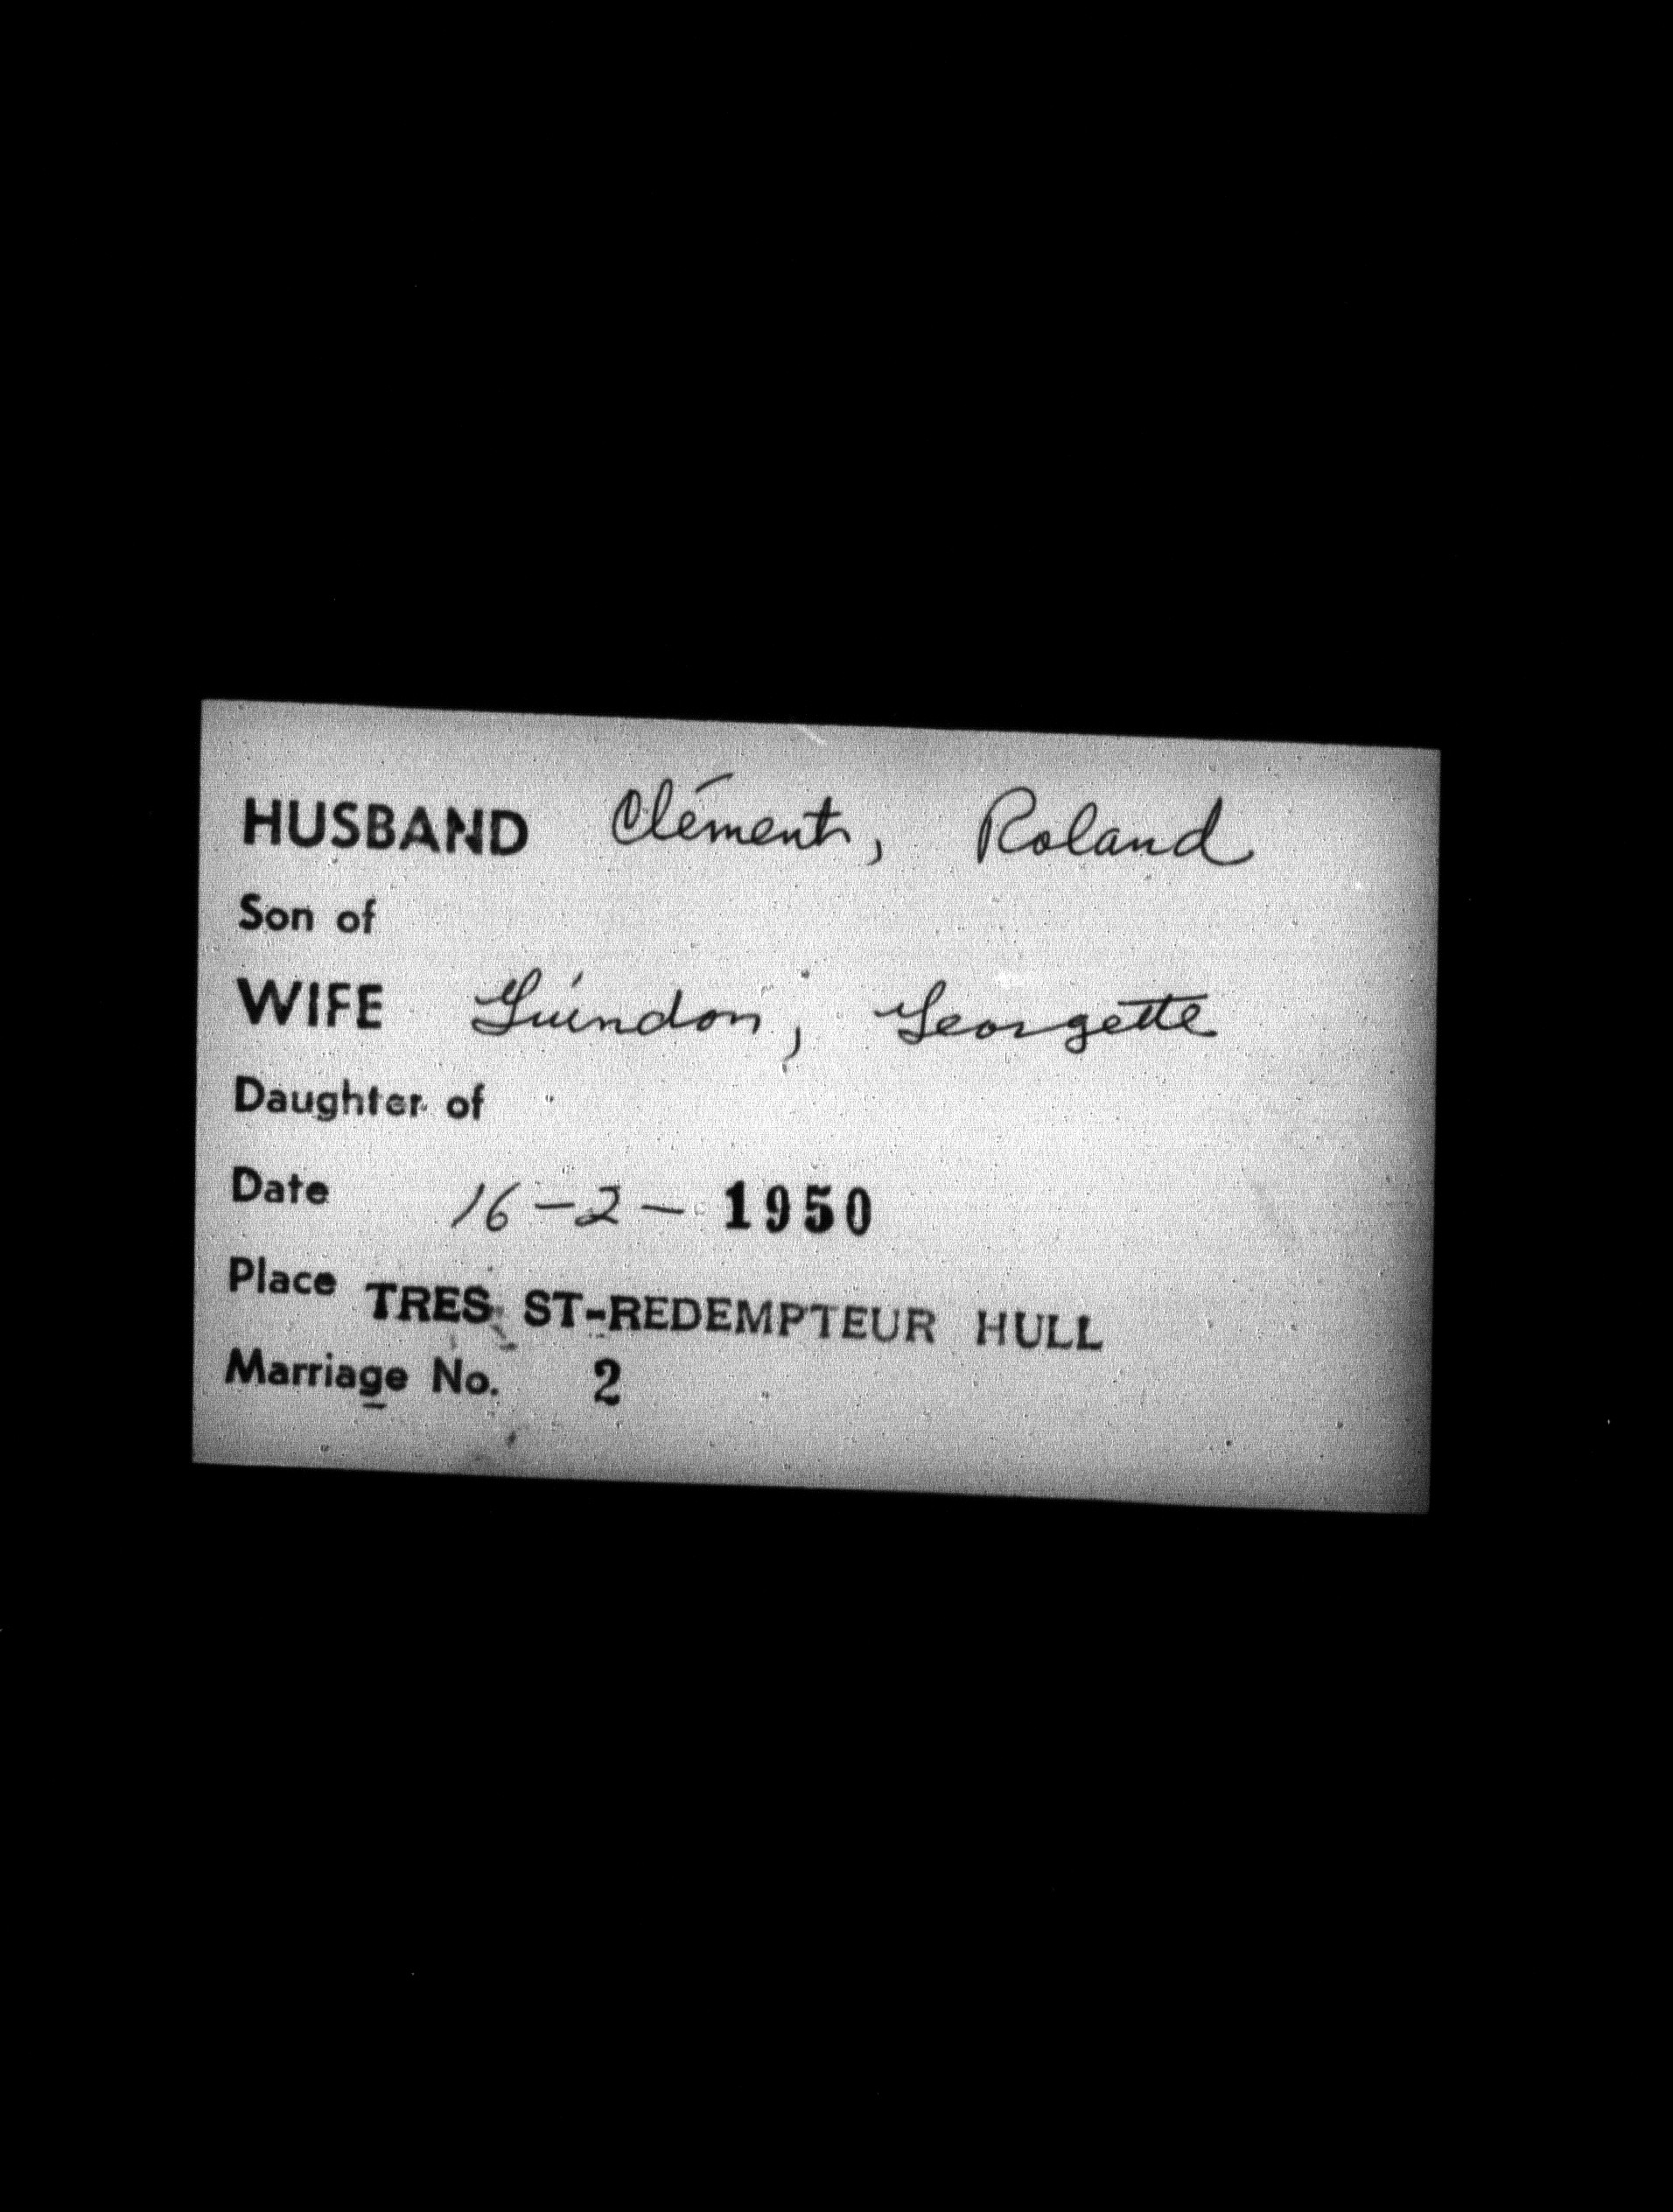 HUSBAND Clément, Roland
Son of
WIFE Guindon, Georgette
Daughter of
Date 16-2-1950
Place TRES ST-REDEMPTEUR HULL
Marriage No. 2